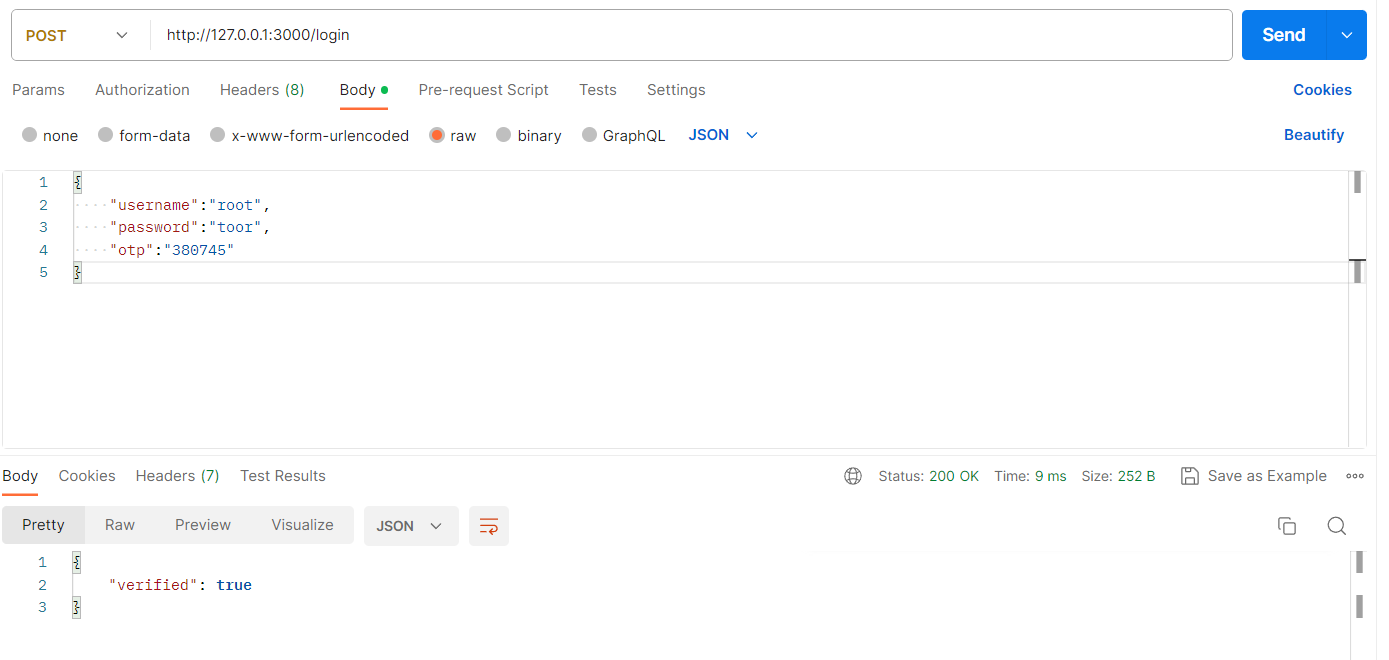 POST http://127.0.0.1:3000/login Send
Params Authorization Headers (8) Body Pre-request Script Tests Settings Cookies
none form-data x-www-form-urlencoded raw binary GraphQL JSON Beautify
1 {
2 ····"username":"root",
3 ····"password":"toor",
4 ····"otp":"380745"
5 }
Body Cookies Headers (7) Test Results Status: 200 OK Time: 9 ms Size: 252 B Save as Example
Pretty Raw Preview Visualize JSON
1 {
2 "verified": true
3 }